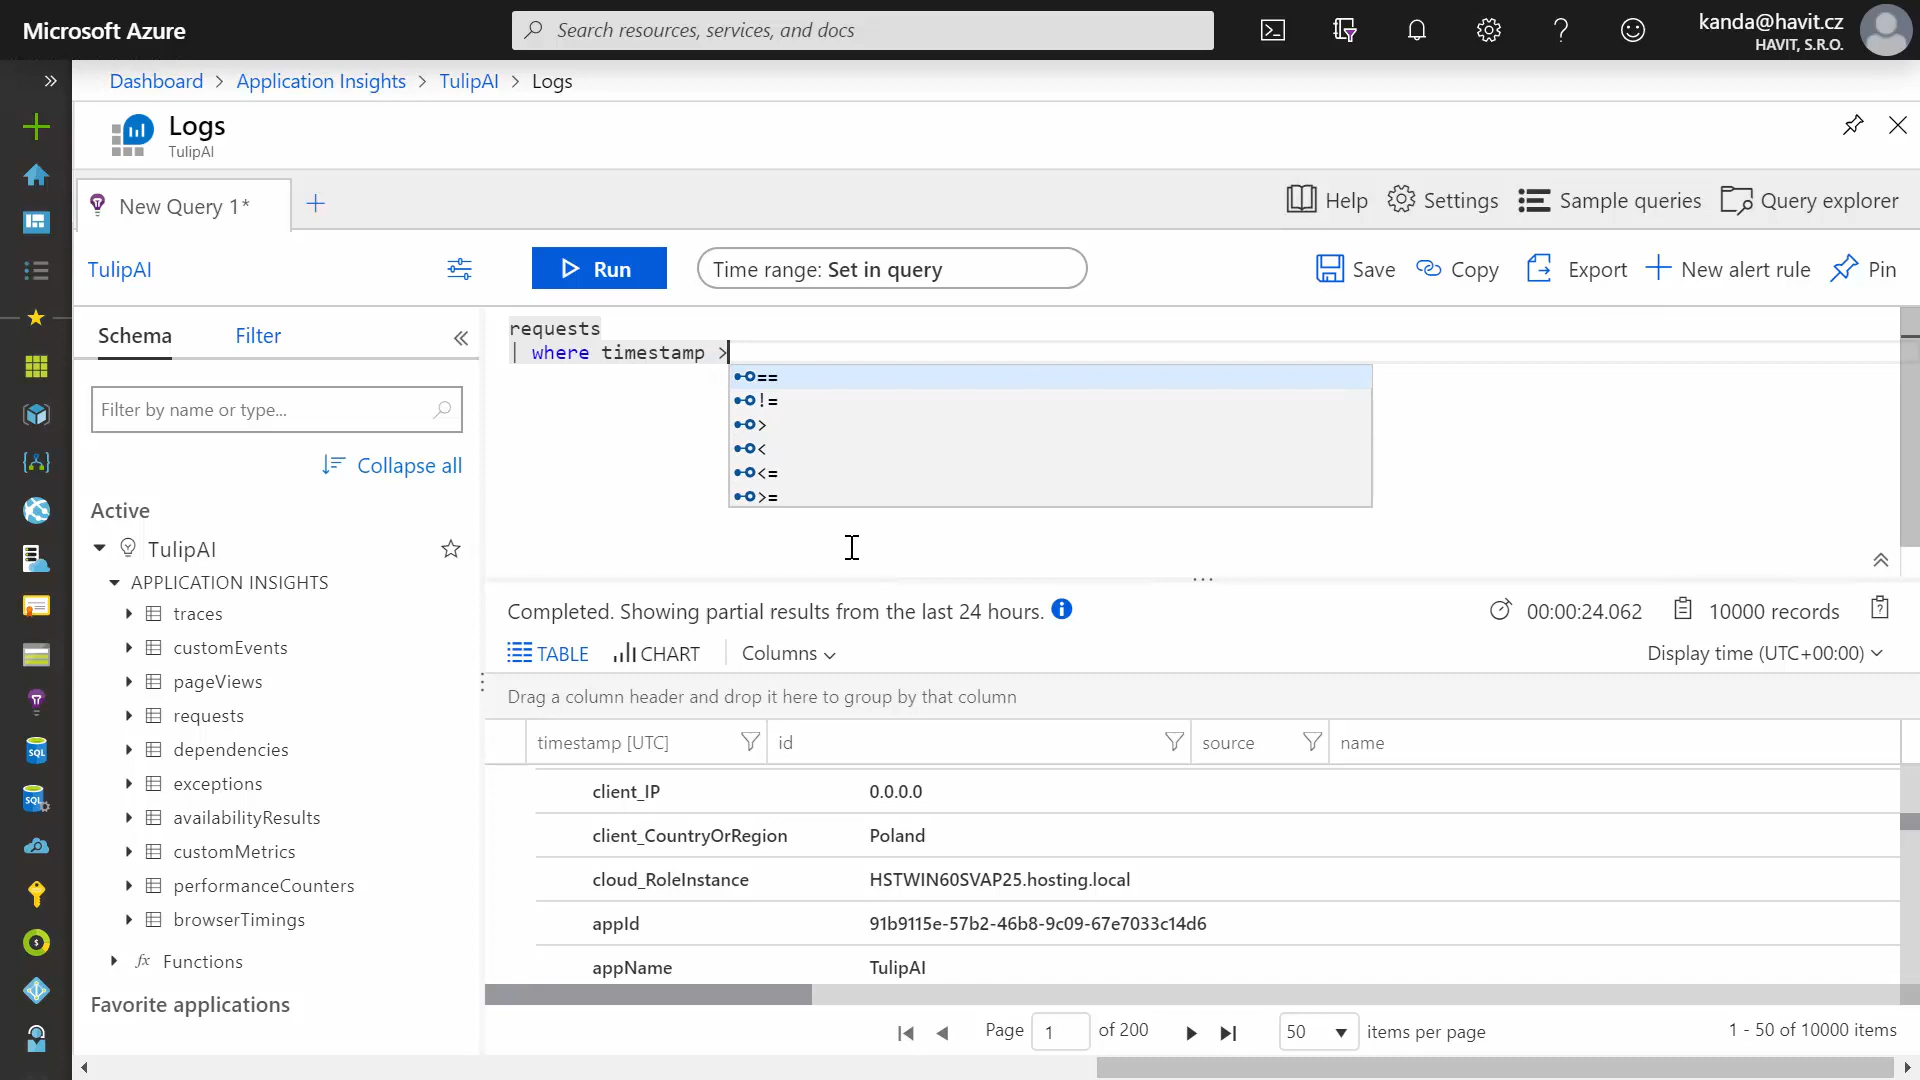 Microsoft Azure
Search resources, services, and docs
kanda@havit.cz
HAVIT, S.R.O.
Dashboard > Application Insights > TulipAI > Logs
Logs
TulipAI
New Query 1*
Help
Settings
Sample queries
Query explorer
TulipAI
Run
Time range: Set in query
Save
Copy
Export
New alert rule
Pin
Schema
Filter
requests
| where timestamp >
==
!=
>
<
<=
>=
Filter by name or type...
Collapse all
Active
TulipAI
APPLICATION INSIGHTS
traces
customEvents
pageViews
requests
dependencies
exceptions
availabilityResults
customMetrics
performanceCounters
browserTimings
fx Functions
Favorite applications
Completed. Showing partial results from the last 24 hours.
00:00:24.062
10000 records
TABLE
CHART
Columns
Display time (UTC+00:00)
Drag a column header and drop it here to group by that column
timestamp [UTC] id source name
client_IP 0.0.0.0
client_CountryOrRegion Poland
cloud_RoleInstance HSTWIN60SVAP25.hosting.local
appId 91b9115e-57b2-46b8-9c09-67e7033c14d6
appName TulipAI
Page 1 of 200
50 items per page
1 - 50 of 10000 items